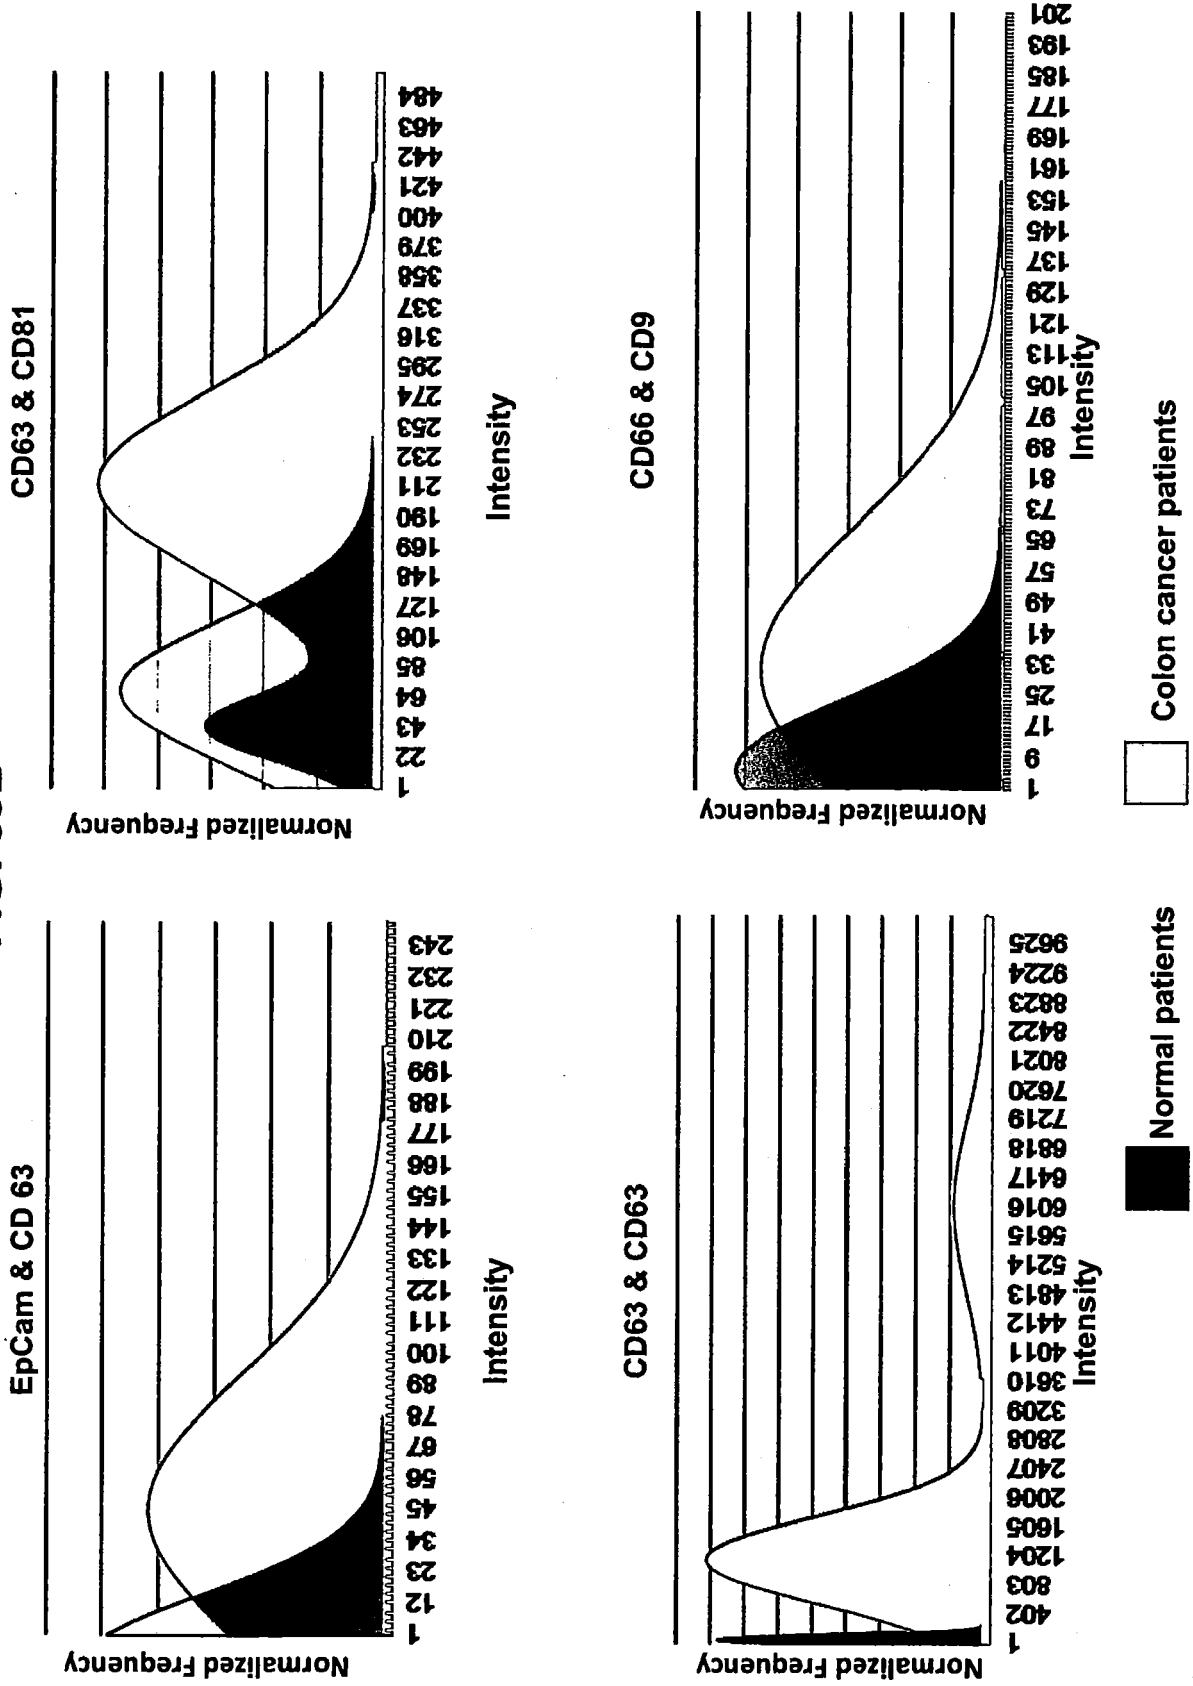 EpCam & CD 63
Normalized Frequency
1 12 23 34 45 56 67 78 89 100 111 122 133 144 155 166 177 188 199 210 221 232 243
Intensity
CD63 & CD81
Normalized Frequency
1 22 43 64 85 106 127 148 169 190 211 232 253 274 295 316 337 358 379 400 421 442 463 484
Intensity
CD63 & CD63
Normalized Frequency
1 402 803 1204 1605 2006 2407 2808 3209 3610 4011 4412 4813 5214 5615 6016 6417 6818 7219 7620 8021 8422 8823 9224 9625
Intensity
CD66 & CD9
Normalized Frequency
1 9 17 25 33 41 49 57 65 73 81 89 97 105 113 121 129 137 145 153 161 169 177 185 193 201
Intensity
Normal patients
Colon cancer patients